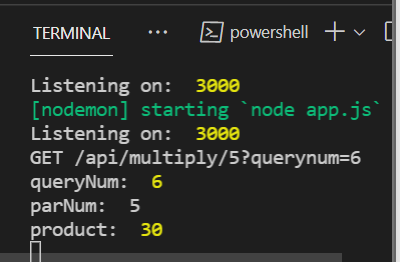 TERMINAL ... powershell
Listening on:  3000
[nodemon] starting `node app.js`
Listening on:  3000
GET /api/multiply/5?querynum=6
queryNum:  6
parNum:  5
product:  30